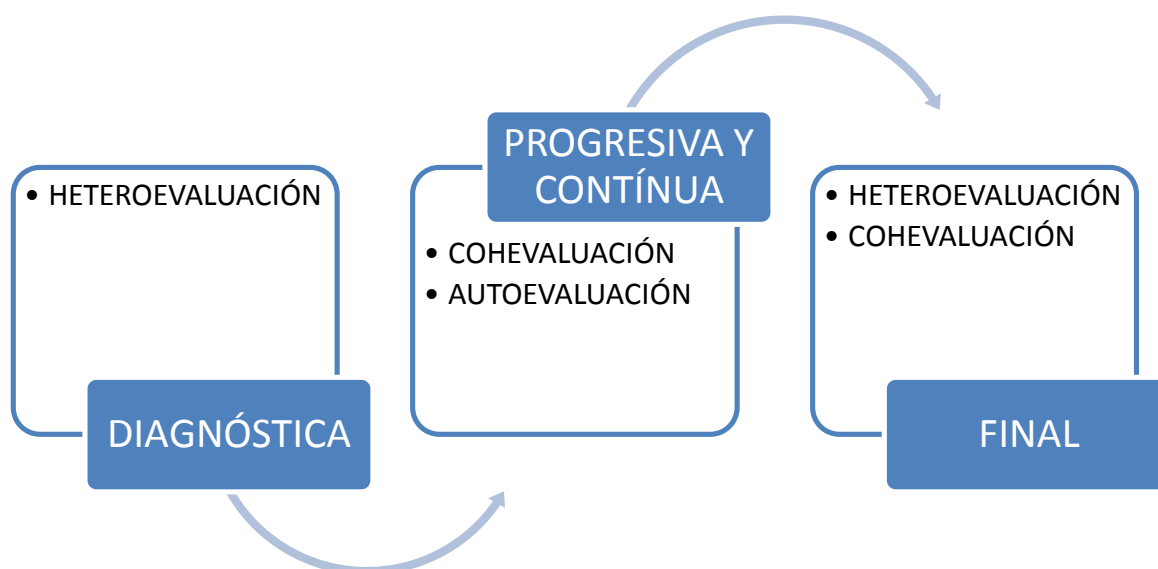 • HETEROEVALUACIÓN
DIAGNÓSTICA
PROGRESIVA Y
CONTÍNUA
• COHEVALUACIÓN
• AUTOEVALUACIÓN
• HETEROEVALUACIÓN
• COHEVALUACIÓN
FINAL